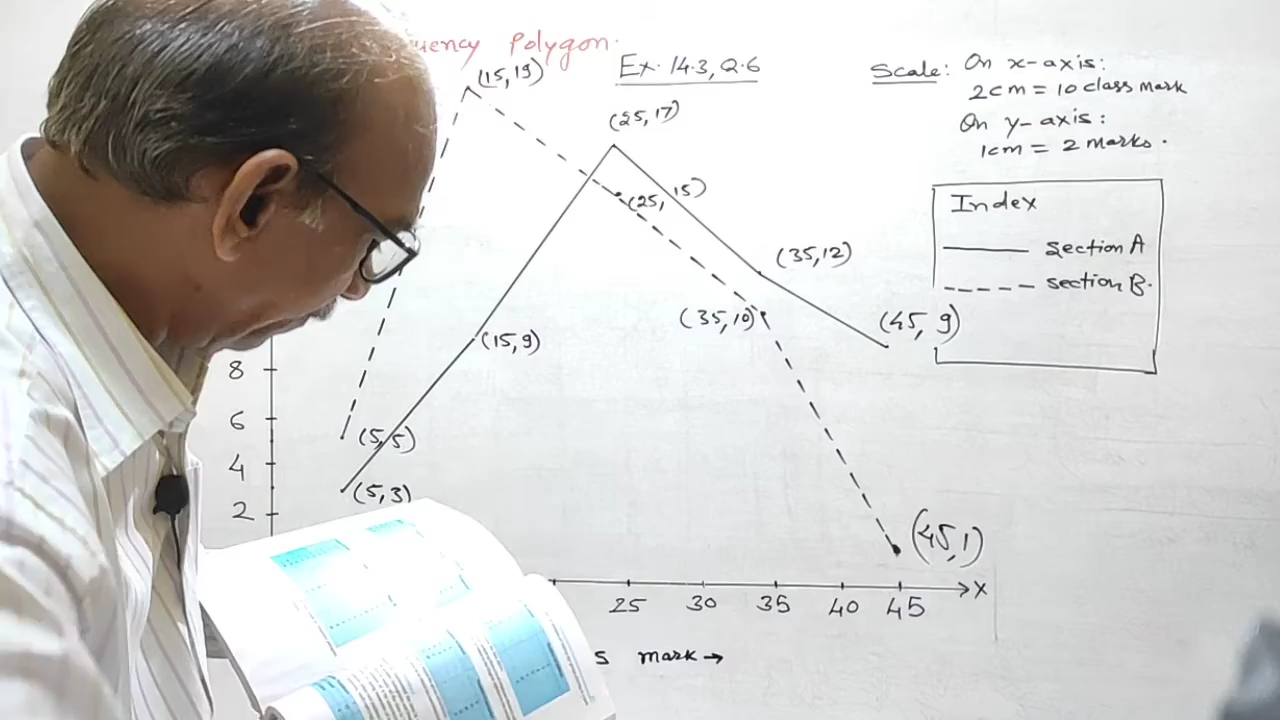 Polygon.
Ex. 14.3, Q.6
Scale: On x-axis:
2cm = 10 class mark
On y-axis:
1cm = 2 marks.
(15,19)
(25,17)
(25, 15)
(35,12)
(35,10)
(45, 9)
(15,9)
(5,5)
(5,3)
(45,1)
Index
Section A
section B.
8
6
4
2
25 30 35 40 45 X
mark →